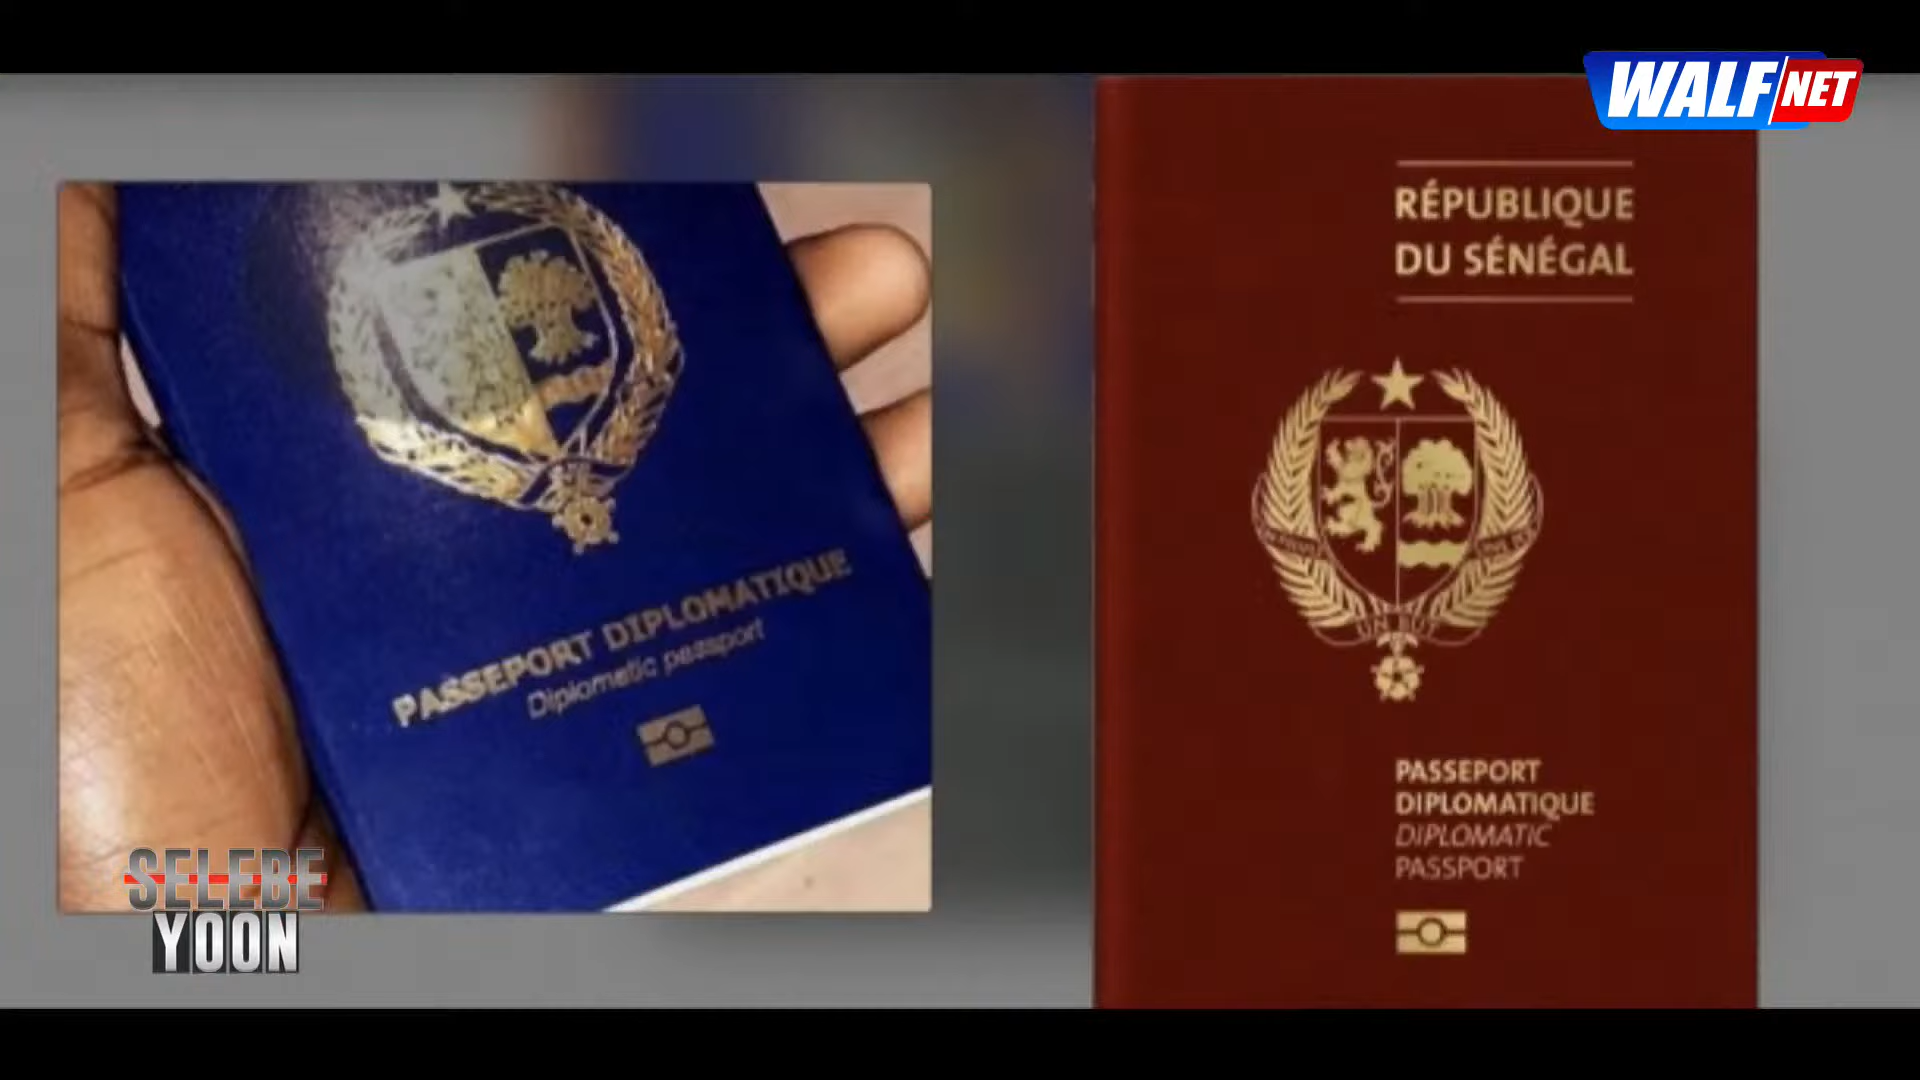 WALF NET
PASSEPORT DIPLOMATIQUE
Diplomatic passport
RÉPUBLIQUE
DU SÉNÉGAL
UN BUT
PASSEPORT
DIPLOMATIQUE
DIPLOMATIC
PASSPORT
SELEBE
YOON